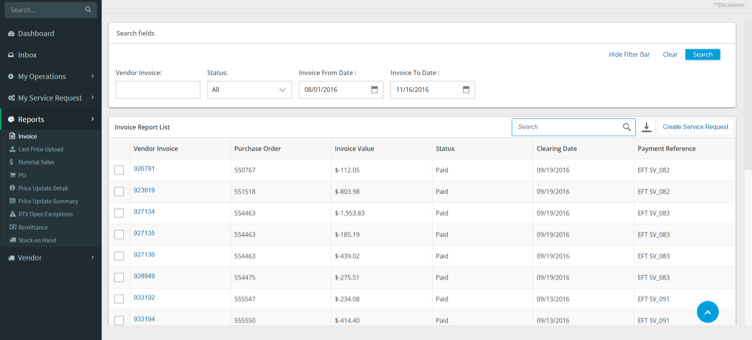 Search...
**Disclaimer
Dashboard
Inbox
My Operations
My Service Request
Reports
Invoice
Last Price Upload
Material Sales
PO
Price Update Detail
Price Update Summary
RTV Open Exceptions
Remittance
Stock on Hand
Vendor
Search fields
Hide Filter Bar Clear Search
Vendor Invoice: Status: Invoice From Date : Invoice To Date :
All 08/01/2016 11/16/2016
Invoice Report List Search Create Service Request
Vendor Invoice Purchase Order Invoice Value Status Clearing Date Payment Reference
926781 550767 $-112.05 Paid 09/19/2016 EFT SV_082
923919 551518 $-803.98 Paid 09/19/2016 EFT SV_082
927134 554463 $-1,953.83 Paid 09/19/2016 EFT SV_083
927135 554463 $-185.19 Paid 09/19/2016 EFT SV_083
927136 554463 $-439.02 Paid 09/19/2016 EFT SV_083
928949 554475 $-275.51 Paid 09/19/2016 EFT SV_083
933192 555547 $-234.08 Paid 09/13/2016 EFT SV_091
933194 555550 $-414.40 Paid 09/13/2016 EFT SV_091